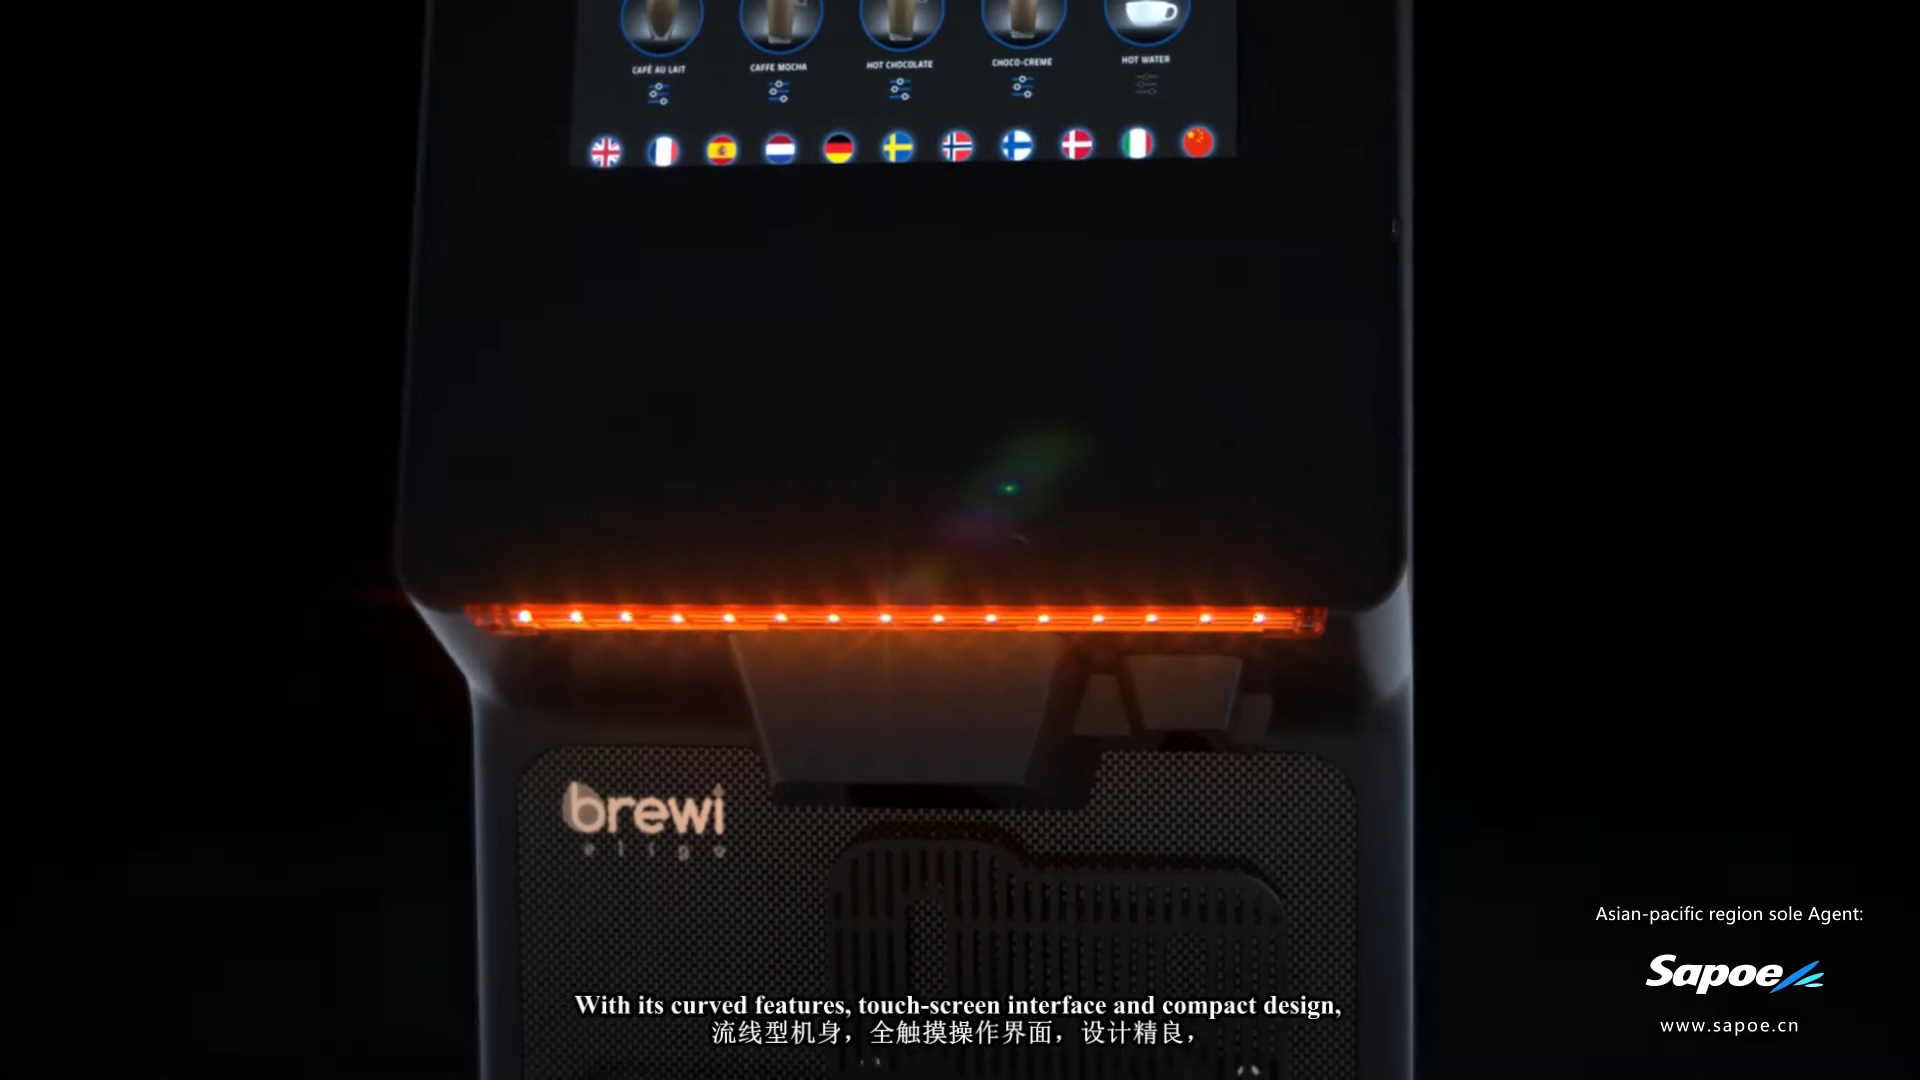 CAFÉ AU LAIT
CAFFE MOCHA
HOT CHOCOLATE
CHOCO-CREME
HOT WATER
brewi
eligo
Asian-pacific region sole Agent:
Sapoe
www.sapoe.cn
With its curved features, touch-screen interface and compact design,
流线型机身，全触摸操作界面，设计精良，